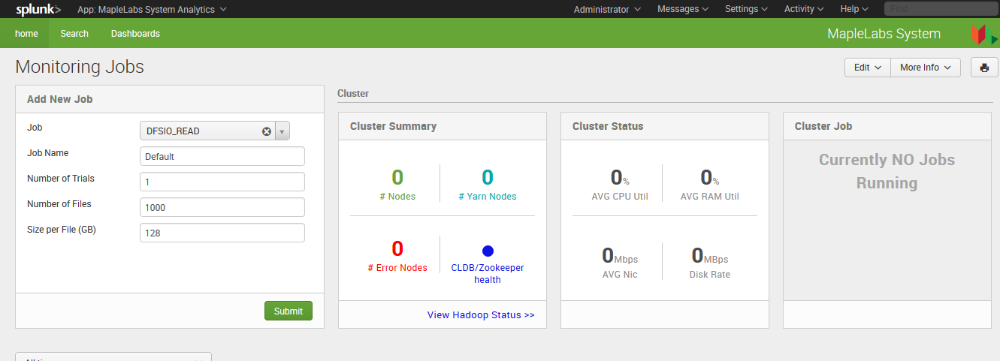 splunk> App: MapleLabs System Analytics Administrator Messages Settings Activity Help Find
home Search Dashboards MapleLabs System
Monitoring Jobs Edit More Info
Add New Job
Job DFSIO_READ
Job Name Default
Number of Trials 1
Number of Files 1000
Size per File (GB) 128
Submit
Cluster
Cluster Summary
0 0
# Nodes # Yarn Nodes
0
# Error Nodes CLDB/Zookeeper
health
View Hadoop Status >>
Cluster Status
0% 0%
AVG CPU Util AVG RAM Util
0Mbps 0MBps
AVG Nic Disk Rate
Cluster Job
Currently NO Jobs
Running